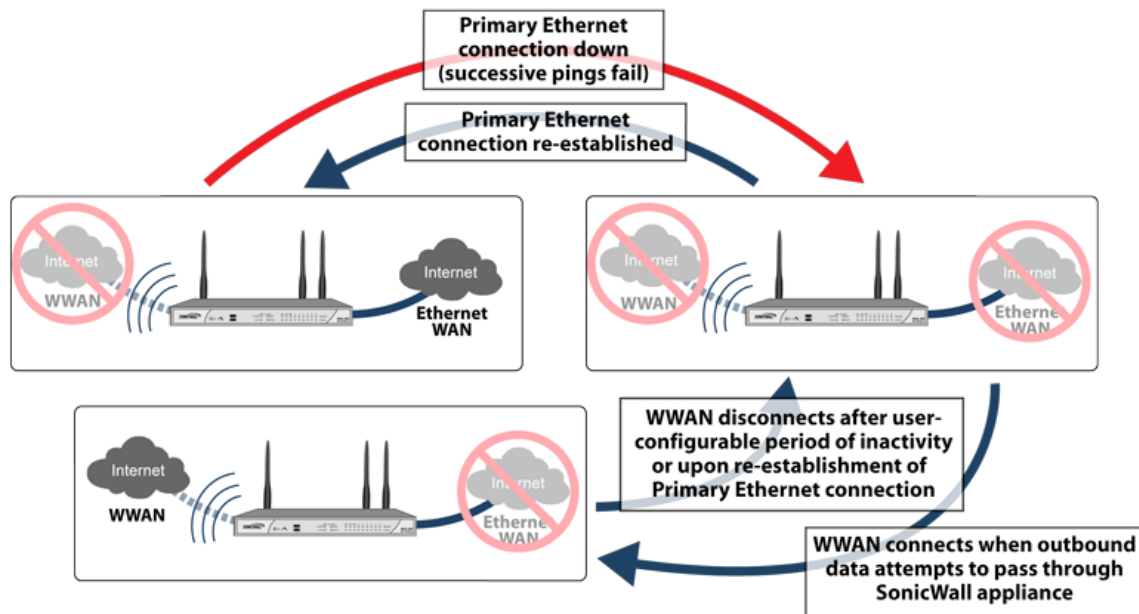 Primary Ethernet
connection down
(successive pings fail)
Primary Ethernet
connection re-established
Internet
WWAN
Internet
Ethernet
WAN
Internet
WWAN
Internet
Etherne
WAN
Internet
WWAN
Internet
Ethernet
WAN
WWAN disconnects after user-
configurable period of inactivity
or upon re-establishment of
Primary Ethernet connection
WWAN connects when outbound
data attempts to pass through
SonicWall appliance